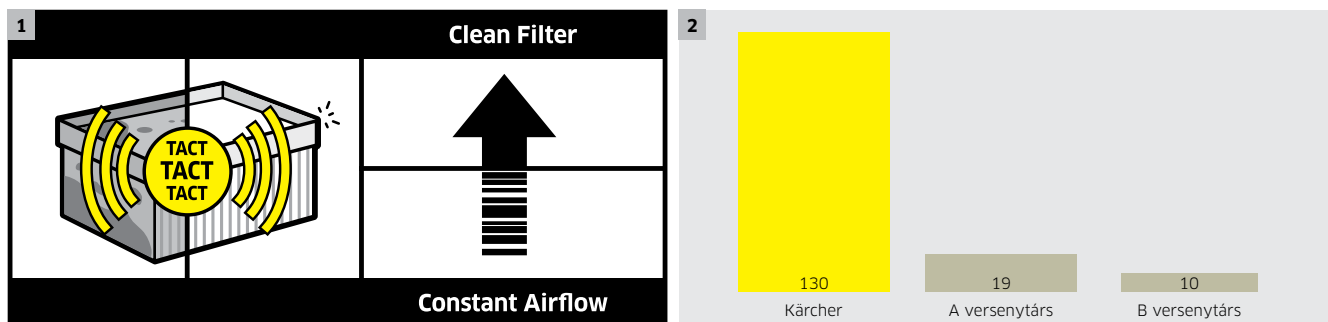 1
Clean Filter
TACT
TACT
TACT
Constant Airflow
2
130
19
10
Kärcher
A versenytárs
B versenytárs